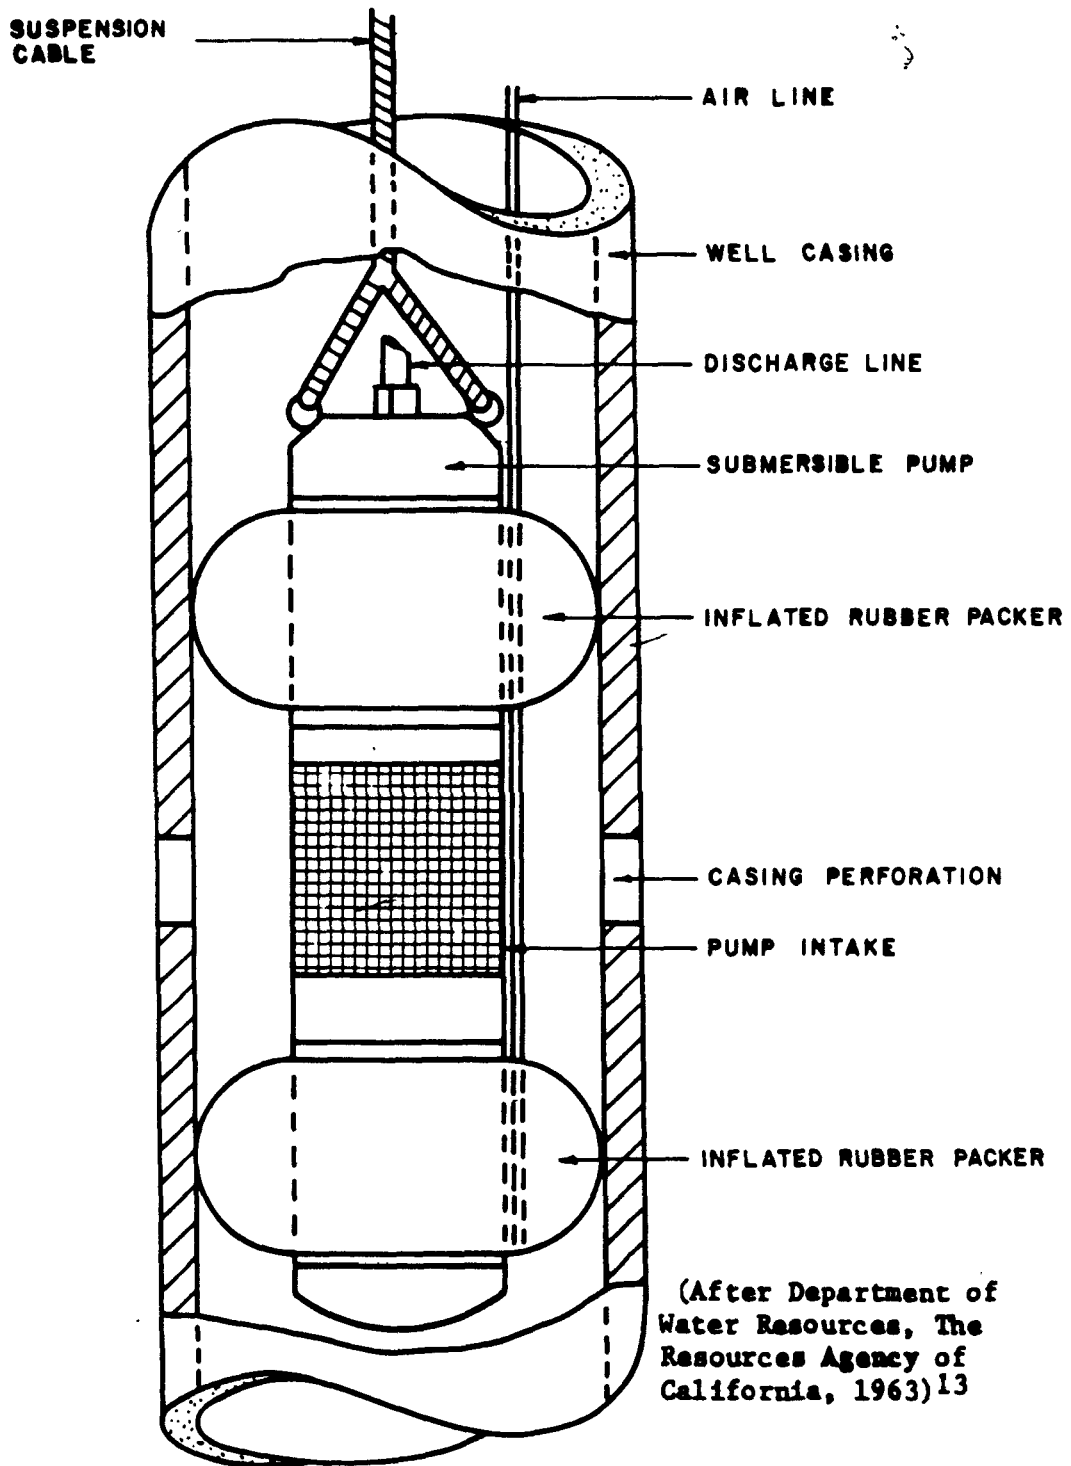 SUSPENSION
CABLE
AIR LINE
WELL CASING
DISCHARGE LINE
SUBMERSIBLE PUMP
INFLATED RUBBER PACKER
CASING PERFORATION
PUMP INTAKE
INFLATED RUBBER PACKER
(After Department of
Water Resources, The
Resources Agency of
California, 1963)13